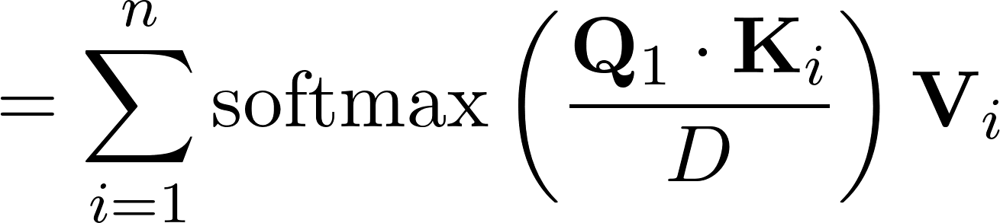 = \sum_{i=1}^{n} \text{softmax} \left( \frac{\mathbf{Q}_1 \cdot \mathbf{K}_i}{D} \right) \mathbf{V}_i